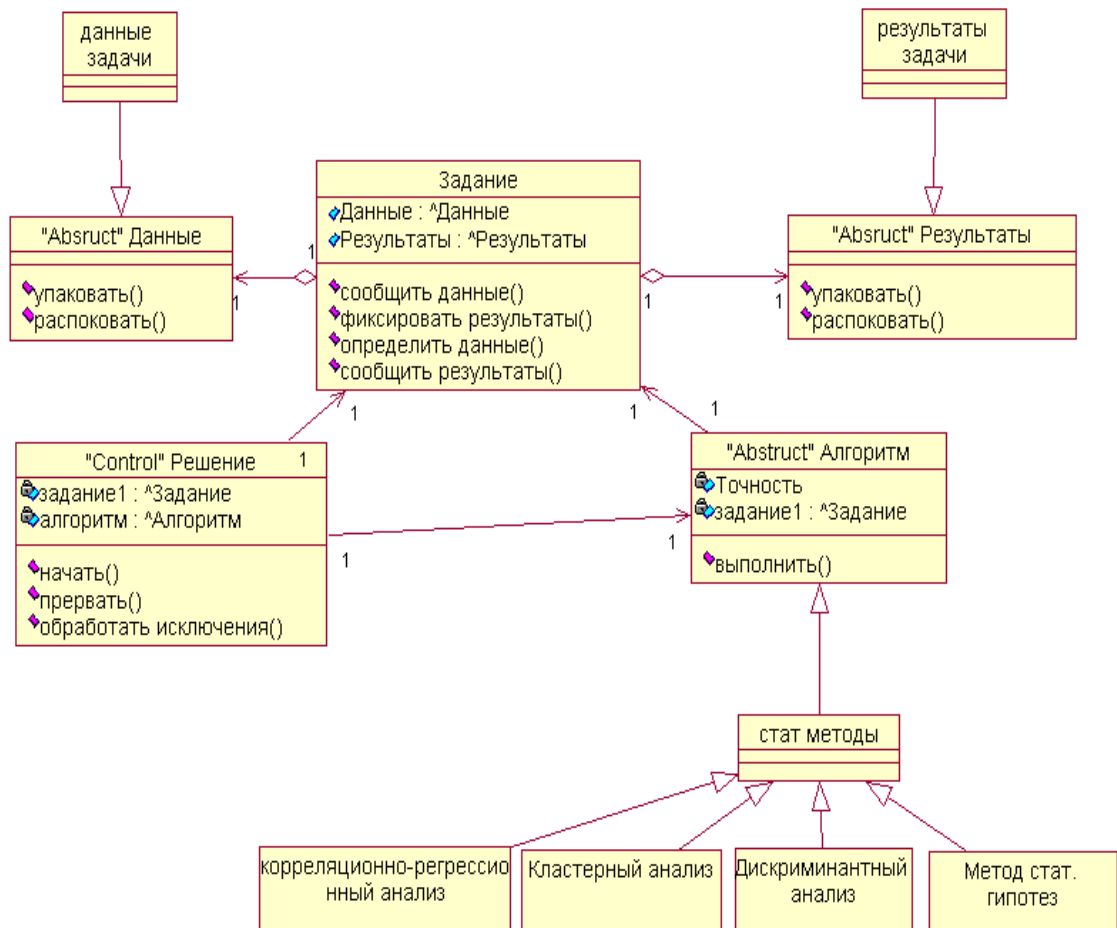 данные
задачи
результаты
задачи
Задание
Данные : ^Данные
Результаты : ^Результаты
сообщить данные()
фиксировать результаты()
определить данные()
сообщить результаты()
"Absruct" Данные
упаковать()
распоковать()
"Absruct" Результаты
упаковать()
распоковать()
1
1
1
1
1
1
1
1
1
1
"Control" Решение
задание1 : ^Задание
алгоритм : ^Алгоритм
начать()
прервать()
обработать исключения()
"Abstruct" Алгоритм
Точность
задание1 : ^Задание
выполнить()
стат методы
корреляционно-регрессио
нный анализ
Кластерный анализ
Дискриминантный
анализ
Метод стат.
гипотез